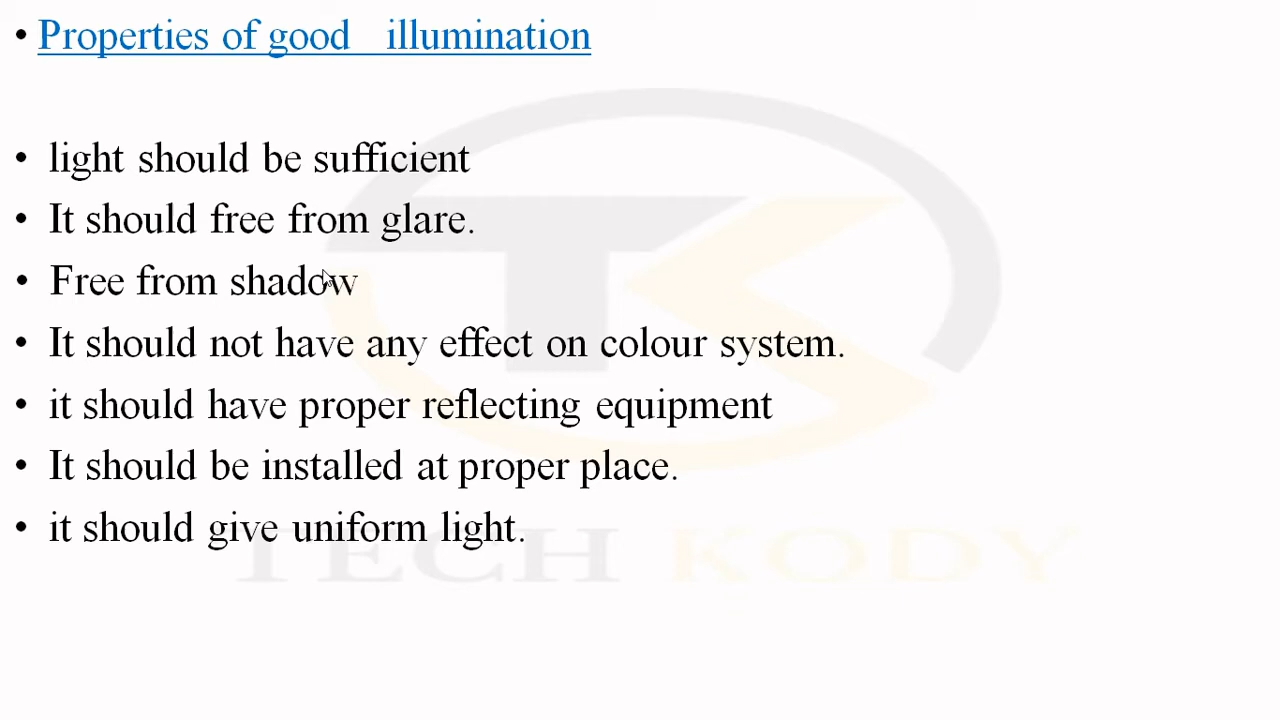 • Properties of good illumination
• light should be sufficient
• It should free from glare.
• Free from shadow
• It should not have any effect on colour system.
• it should have proper reflecting equipment
• It should be installed at proper place.
• it should give uniform light.
TECH KODY